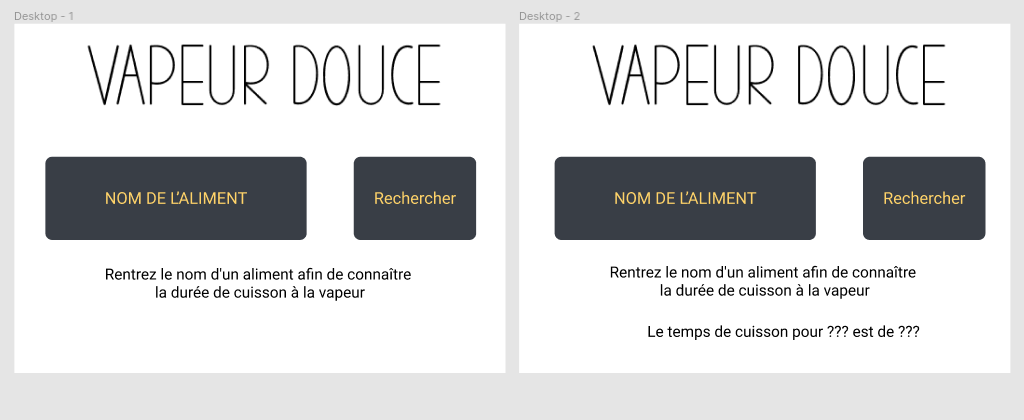 Desktop - 1
VAPEUR DOUCE
NOM DE L’ALIMENT
Rechercher
Rentrez le nom d'un aliment afin de connaître
la durée de cuisson à la vapeur
Desktop - 2
VAPEUR DOUCE
NOM DE L’ALIMENT
Rechercher
Rentrez le nom d'un aliment afin de connaître
la durée de cuisson à la vapeur
Le temps de cuisson pour ??? est de ???